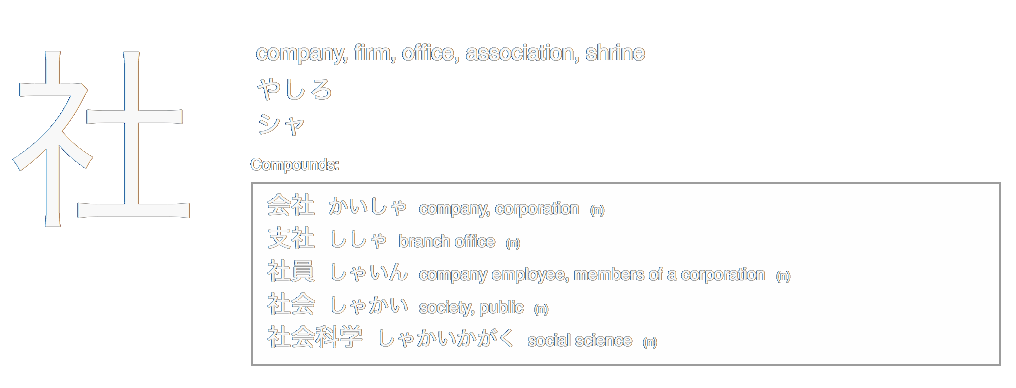 社
company, firm, office, association, shrine
やしろ
シャ
Compounds:
会社 かいしゃ company, corporation (n)
支社 ししゃ branch office (n)
社員 しゃいん company employee, members of a corporation (n)
社会 しゃかい society, public (n)
社会科学 しゃかいかがく social science (n)